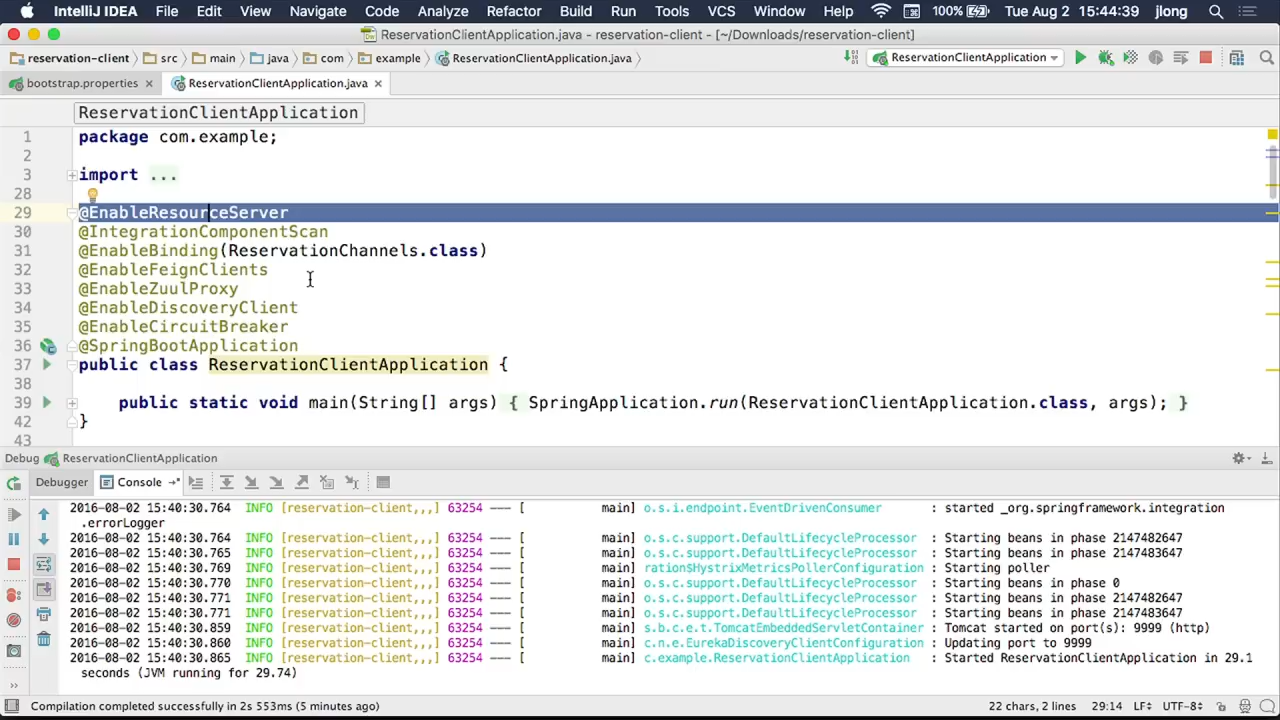 IntelliJ IDEA File Edit View Navigate Code Analyze Refactor Build Run Tools VCS Window Help 100% Tue Aug 2 15:44:39 jlong
ReservationClientApplication.java - reservation-client - [~/Downloads/reservation-client]
reservation-client src main java com example ReservationClientApplication.java ReservationClientApplication
bootstrap.properties ReservationClientApplication.java
ReservationClientApplication
1 package com.example;
2
3 import ...
28
29 @EnableResourceServer
30 @IntegrationComponentScan
31 @EnableBinding(ReservationChannels.class)
32 @EnableFeignClients
33 @EnableZuulProxy
34 @EnableDiscoveryClient
35 @EnableCircuitBreaker
36 @SpringBootApplication
37 public class ReservationClientApplication {
38
39 public static void main(String[] args) { SpringApplication.run(ReservationClientApplication.class, args); }
42 }
43
Debug ReservationClientApplication
Debugger Console
2016-08-02 15:40:30.764 INFO [reservation-client,,,] 63254 --- [ main] o.s.i.endpoint.EventDrivenConsumer : started _org.springframework.integration
.errorLogger
2016-08-02 15:40:30.764 INFO [reservation-client,,,] 63254 --- [ main] o.s.c.support.DefaultLifecycleProcessor : Starting beans in phase 2147482647
2016-08-02 15:40:30.765 INFO [reservation-client,,,] 63254 --- [ main] o.s.c.support.DefaultLifecycleProcessor : Starting beans in phase 2147483647
2016-08-02 15:40:30.769 INFO [reservation-client,,,] 63254 --- [ main] ration$HystrixMetricsPollerConfiguration : Starting poller
2016-08-02 15:40:30.770 INFO [reservation-client,,,] 63254 --- [ main] o.s.c.support.DefaultLifecycleProcessor : Starting beans in phase 0
2016-08-02 15:40:30.771 INFO [reservation-client,,,] 63254 --- [ main] o.s.c.support.DefaultLifecycleProcessor : Starting beans in phase 2147482647
2016-08-02 15:40:30.771 INFO [reservation-client,,,] 63254 --- [ main] o.s.c.support.DefaultLifecycleProcessor : Starting beans in phase 2147483647
2016-08-02 15:40:30.859 INFO [reservation-client,,,] 63254 --- [ main] s.b.c.e.t.TomcatEmbeddedServletContainer : Tomcat started on port(s): 9999 (http)
2016-08-02 15:40:30.860 INFO [reservation-client,,,] 63254 --- [ main] c.n.e.EurekaDiscoveryClientConfiguration : Updating port to 9999
2016-08-02 15:40:30.865 INFO [reservation-client,,,] 63254 --- [ main] c.example.ReservationClientApplication : Started ReservationClientApplication in 29.1
seconds (JVM running for 29.74)
Compilation completed successfully in 2s 553ms (5 minutes ago) 22 chars, 2 lines 29:14 LF UTF-8